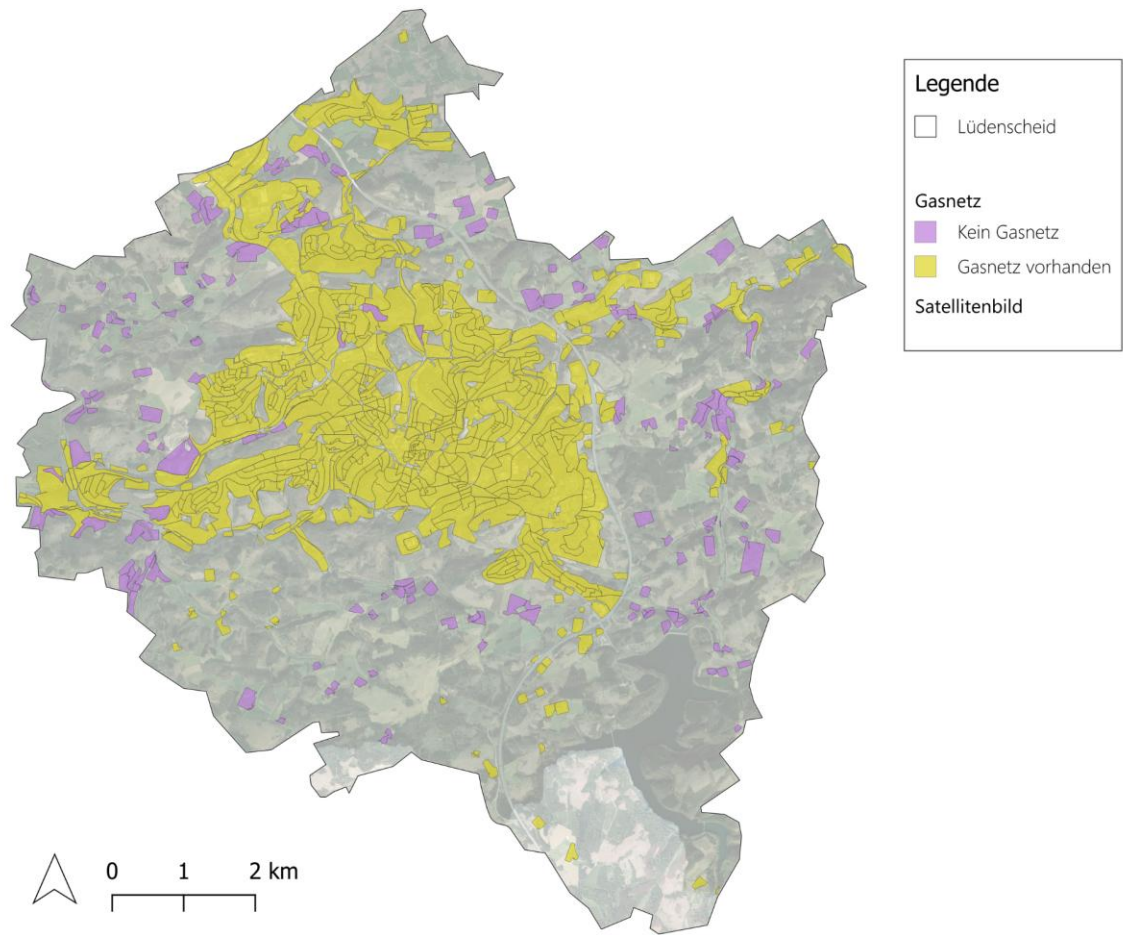 Legende
Lüdenscheid
Gasnetz
Kein Gasnetz
Gasnetz vorhanden
Satellitenbild
0 1 2 km